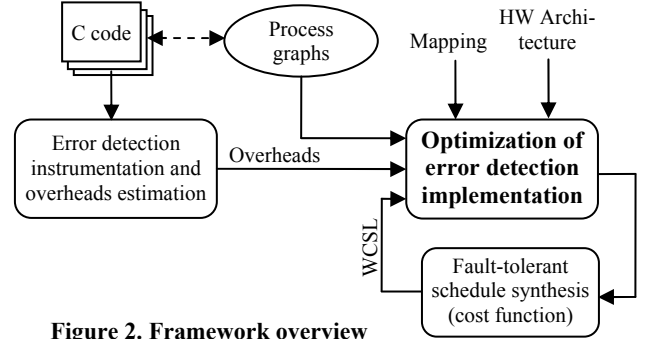 C code
Process
graphs
Mapping
HW Archi-
tecture
Error detection
instrumentation and
overheads estimation
Overheads
Optimization of
error detection
implementation
WCSL
Fault-tolerant
schedule synthesis
(cost function)
Figure 2. Framework overview